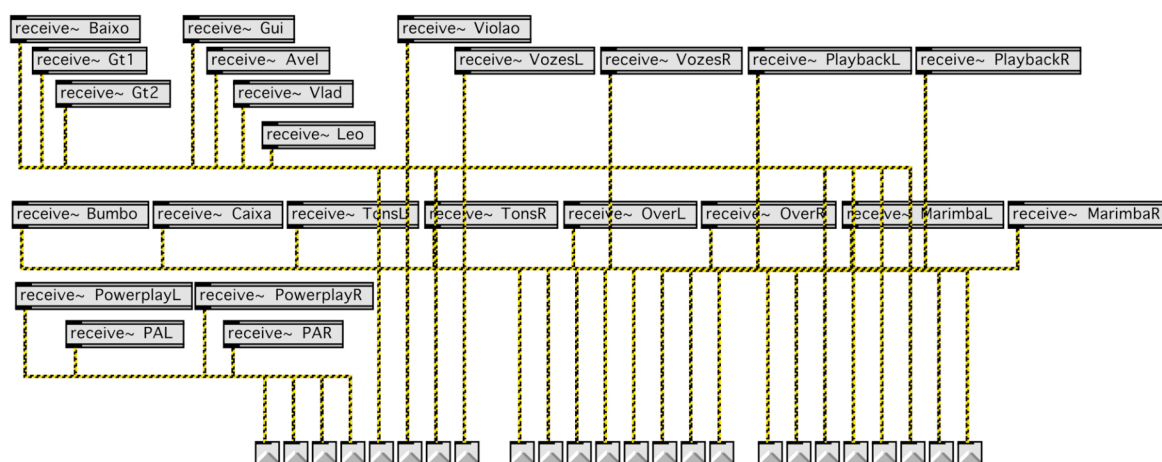 receive~ Baixo
receive~ Gui
receive~ Violao
receive~ Gt1
receive~ Avel
receive~ VozesL
receive~ VozesR
receive~ PlaybackL
receive~ PlaybackR
receive~ Gt2
receive~ Vlad
receive~ Leo
receive~ Bumbo
receive~ Caixa
receive~ TonsL
receive~ TonsR
receive~ OverL
receive~ OverR
receive~ MarimbaL
receive~ MarimbaR
receive~ PowerplayL
receive~ PowerplayR
receive~ PAL
receive~ PAR